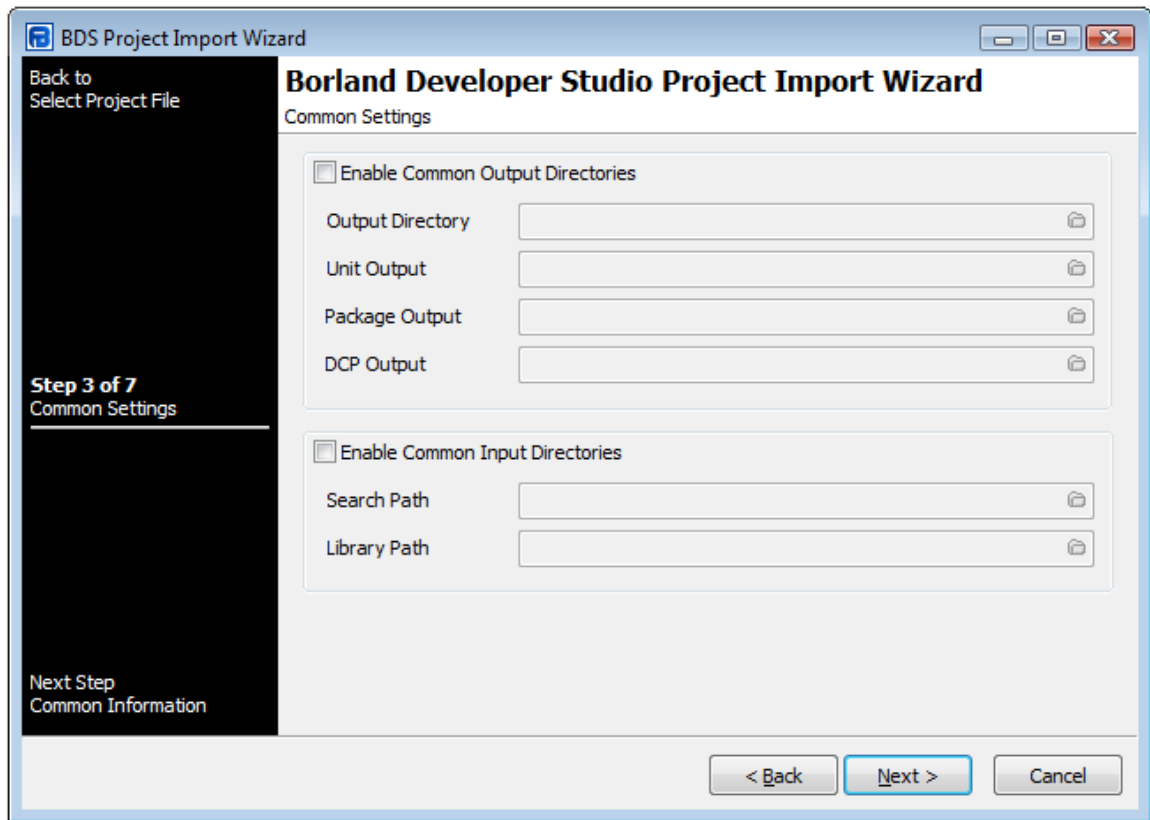 BDS Project Import Wizard
Back to
Select Project File
Step 3 of 7
Common Settings
Next Step
Common Information
Borland Developer Studio Project Import Wizard
Common Settings
Enable Common Output Directories
Output Directory
Unit Output
Package Output
DCP Output
Enable Common Input Directories
Search Path
Library Path
< Back
Next >
Cancel